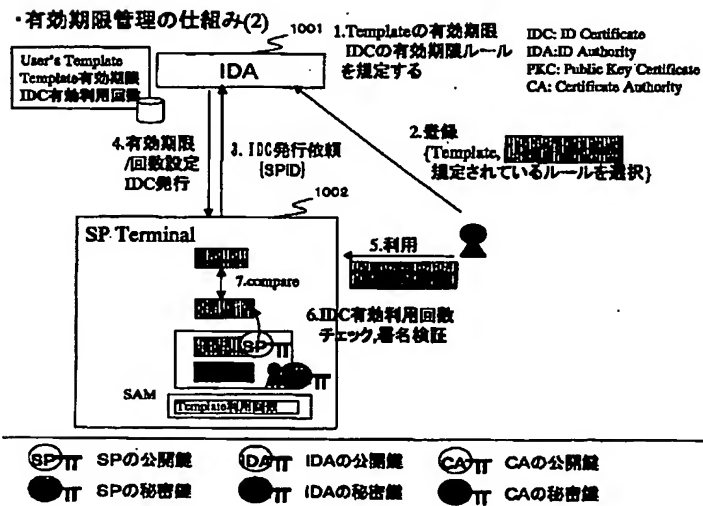 ・有効期限管理の仕組み(2)
1001
1.Templateの有効期限
IDCの有効期限ルール
を規定する
IDC: ID Certificate
IDA:ID Authority
PKC: Public Key Certificate
CA: Certificate Authority
User's Template
Template有効期限
IDC有効利用回数
IDA
4.有効期限
/回数設定
IDC発行
3. IDC発行依頼
{SPID}
2.登録
{Template,
規定されているルールを選択}
1002
SP Terminal
5.利用
7.compare
6.IDC有効利用回数
チェック,署名検証
SP
SAM
Template利用回数
SP SPの公開鍵
IDA IDAの公開鍵
CA CAの公開鍵
SPの秘密鍵
IDAの秘密鍵
CAの秘密鍵